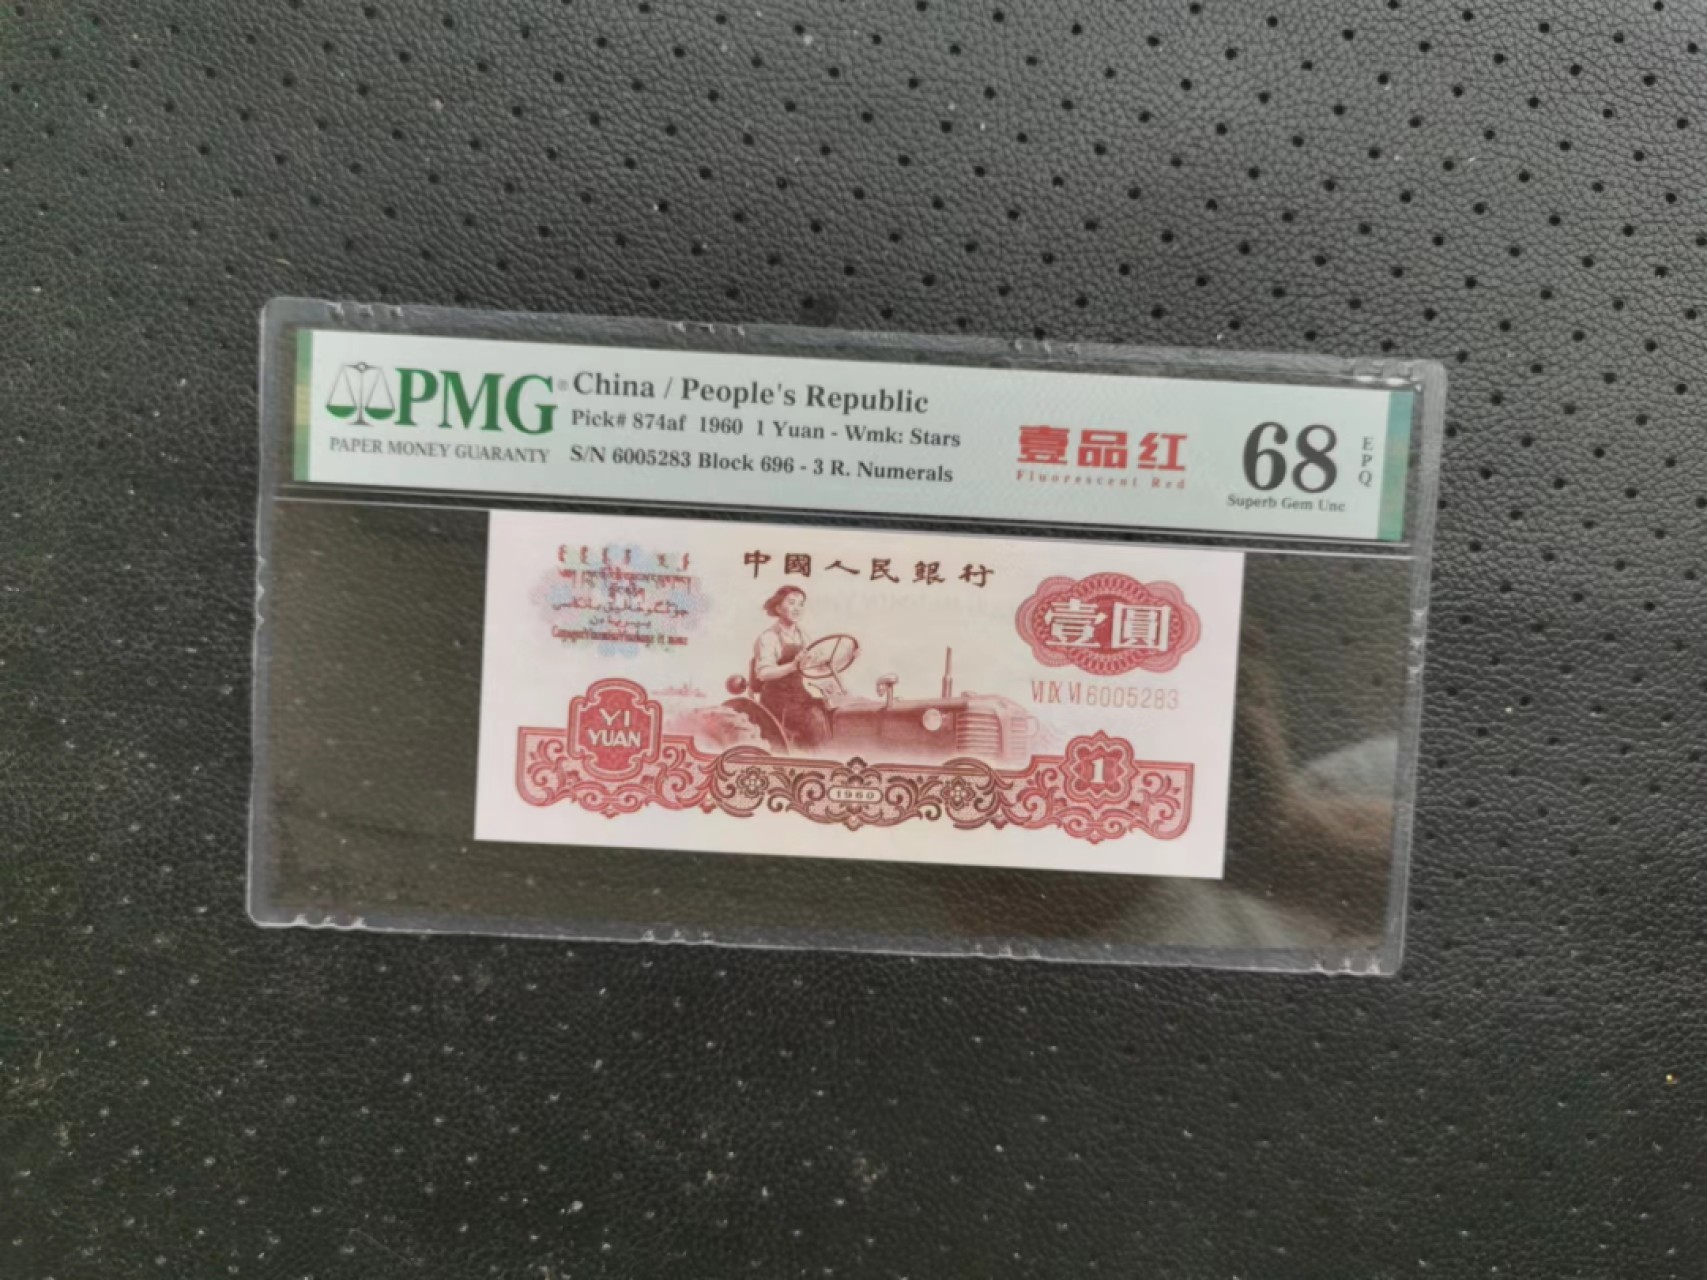 PMG®
PAPER MONEY GUARANTY
China / People's Republic
Pick# 874af 1960 1 Yuan - Wmk: Stars
S/N 6005283 Block 696 - 3 R. Numerals
壹品红
Fluorescent Red
68
EPQ
Superb Gem Unc
中國人民銀行
壹圓
VI IX VI 6005283
YI
YUAN
1960
1